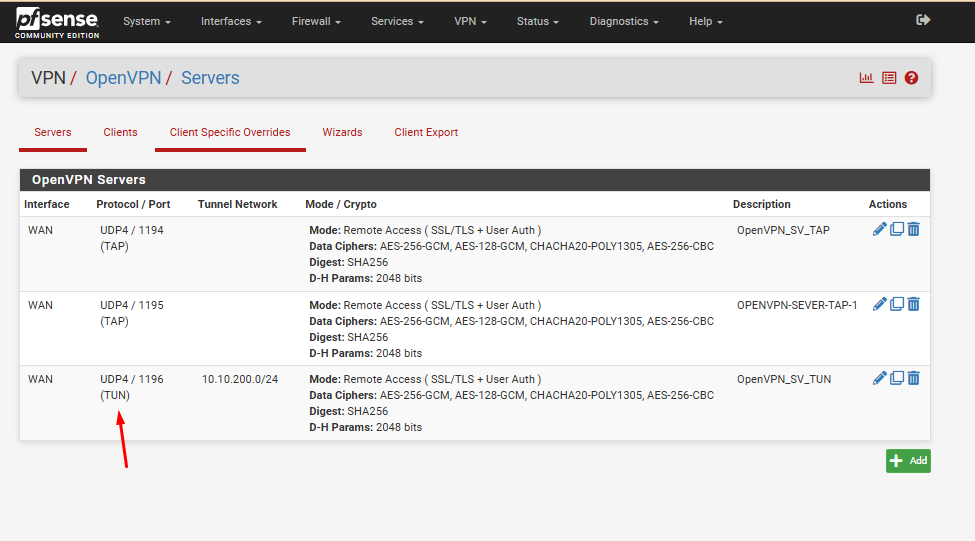 pfsense
COMMUNITY EDITION
System Interfaces Firewall Services VPN Status Diagnostics Help
VPN / OpenVPN / Servers
Servers Clients Client Specific Overrides Wizards Client Export
OpenVPN Servers
Interface Protocol / Port Tunnel Network Mode / Crypto Description Actions
WAN UDP4 / 1194 Mode: Remote Access ( SSL/TLS + User Auth ) OpenVPN_SV_TAP
(TAP) Data Ciphers: AES-256-GCM, AES-128-GCM, CHACHA20-POLY1305, AES-256-CBC
Digest: SHA256
D-H Params: 2048 bits
WAN UDP4 / 1195 Mode: Remote Access ( SSL/TLS + User Auth ) OPENVPN-SEVER-TAP-1
(TAP) Data Ciphers: AES-256-GCM, AES-128-GCM, CHACHA20-POLY1305, AES-256-CBC
Digest: SHA256
D-H Params: 2048 bits
WAN UDP4 / 1196 10.10.200.0/24 Mode: Remote Access ( SSL/TLS + User Auth ) OpenVPN_SV_TUN
(TUN) Data Ciphers: AES-256-GCM, AES-128-GCM, CHACHA20-POLY1305, AES-256-CBC
Digest: SHA256
D-H Params: 2048 bits
Add